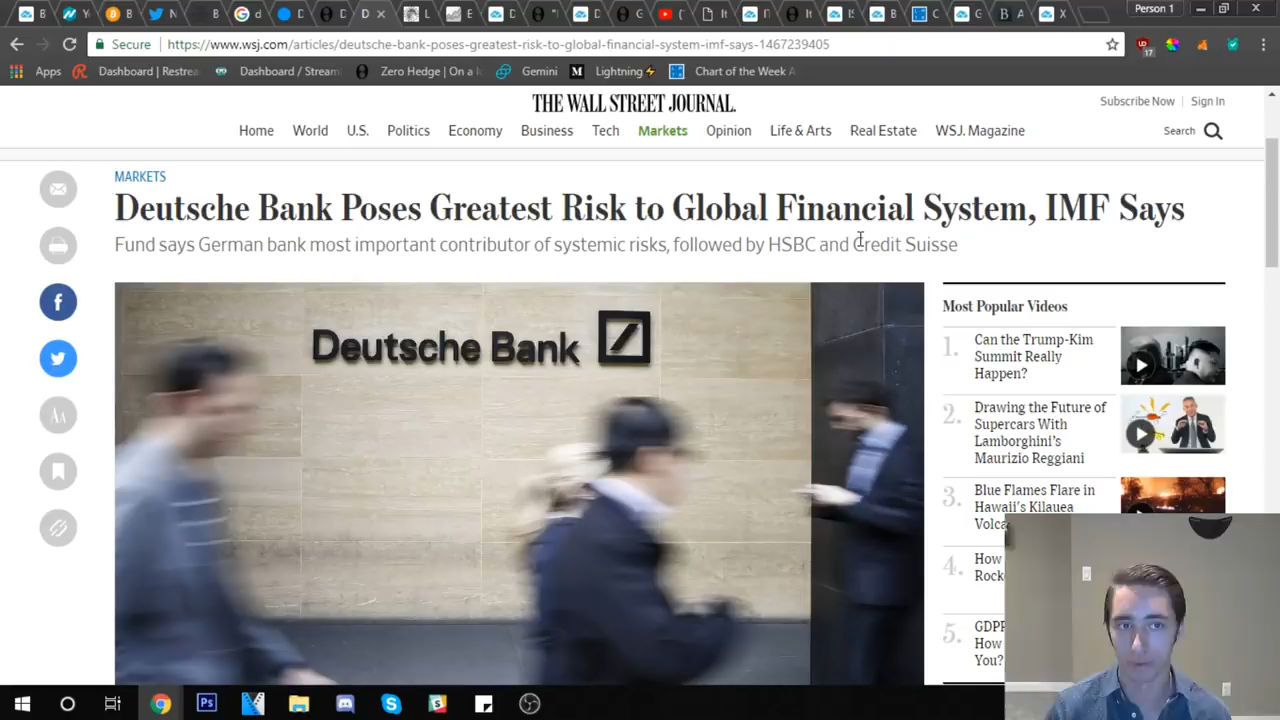 Person 1
Secure
https://www.wsj.com/articles/deutsche-bank-poses-greatest-risk-to-global-financial-system-imf-says-1467239405
17
Apps
Dashboard | Restrea
Dashboard / Stream
Zero Hedge | On a l
Gemini
M
Lightning⚡
Chart of the Week A
THE WALL STREET JOURNAL.
Subscribe Now | Sign In
Home World U.S. Politics Economy Business Tech Markets Opinion Life & Arts Real Estate WSJ. Magazine
Search
MARKETS
Deutsche Bank Poses Greatest Risk to Global Financial System, IMF Says
Fund says German bank most important contributor of systemic risks, followed by HSBC and Credit Suisse
AA
Deutsche Bank
Most Popular Videos
1. Can the Trump-Kim
Summit Really
Happen?
2. Drawing the Future of
Supercars With
Lamborghini's
Maurizio Reggiani
3. Blue Flames Flare in
Hawaii's Kilauea
Volca
4. How
Rock
5. GDPR
How
You?
Ps